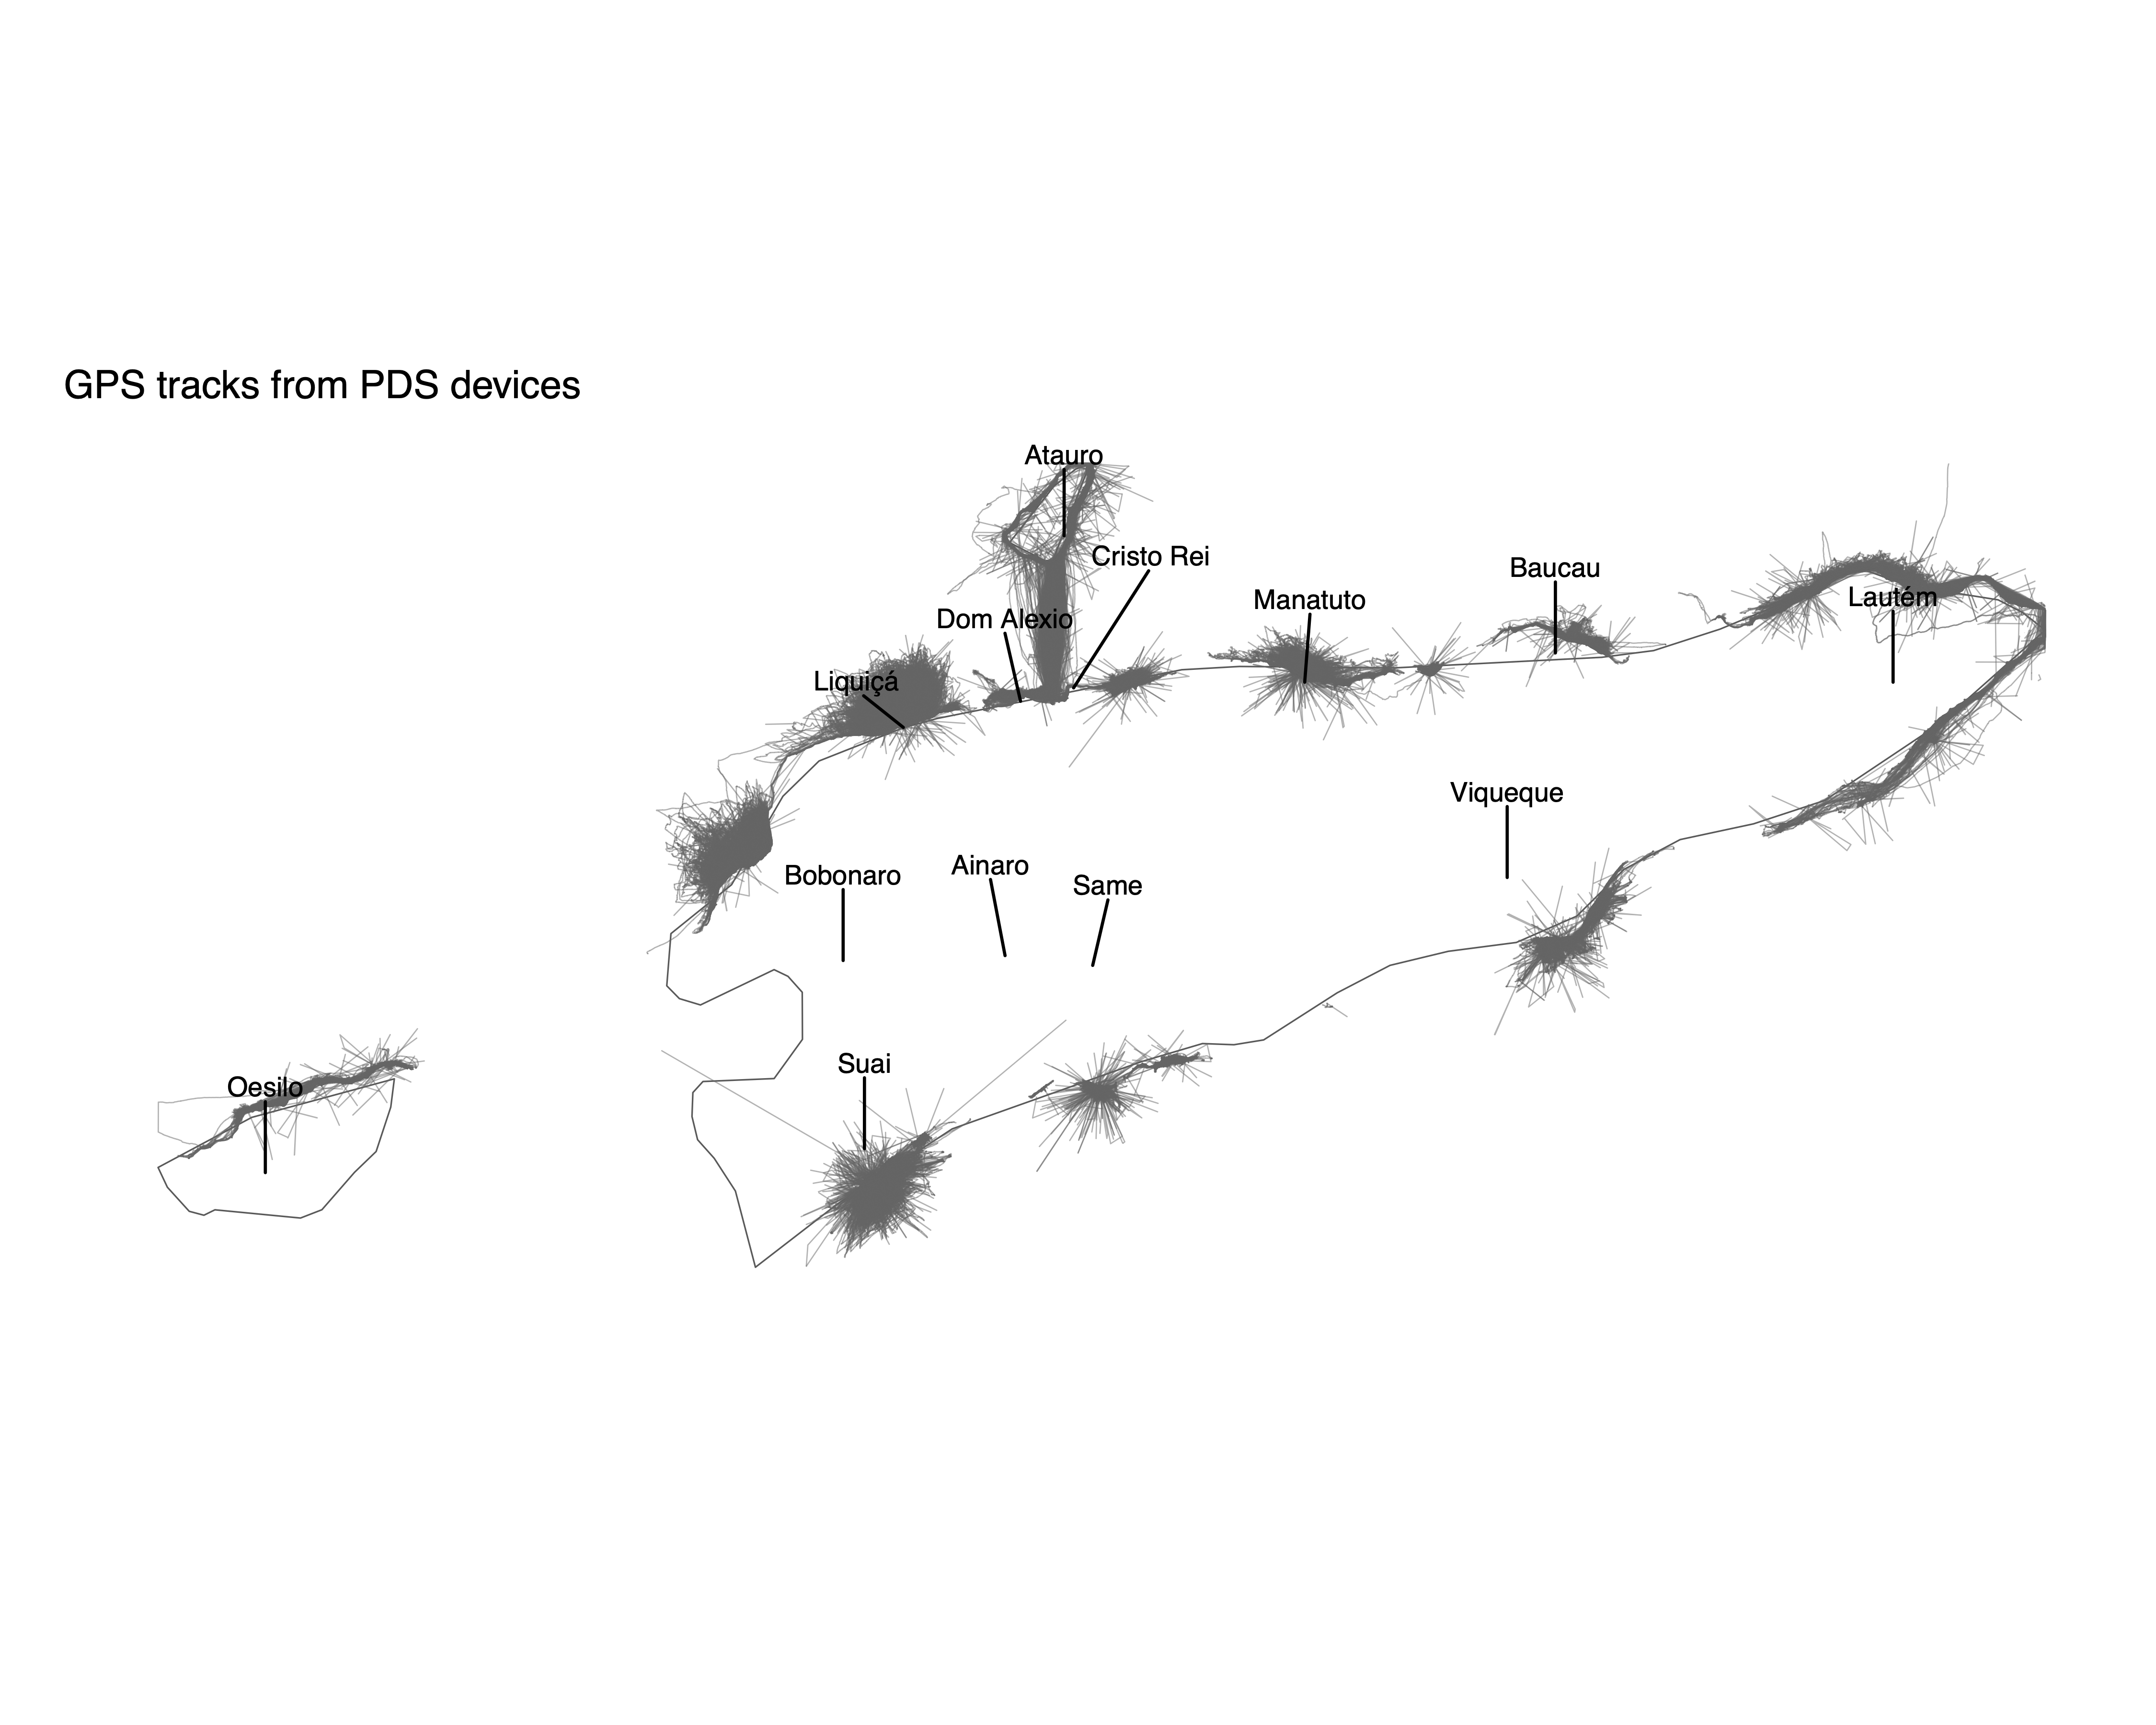 GPS tracks from PDS devices
Atauro
Cristo Rei
Baucau
Lautém
Manatuto
Dom Alexio
Liquiçá
Viqueque
Bobonaro
Ainaro
Same
Suai
Oesilo